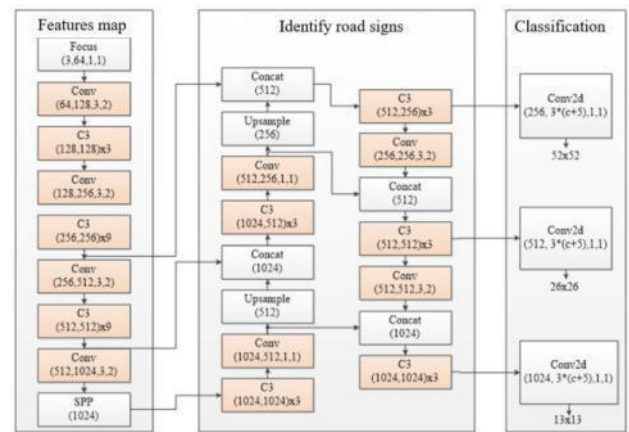 Features map
Focus
(3,64,1,1)
Conv
(64,128,3,2)
C3
(128,128)x3
Conv
(128,256,3,2)
C3
(256,256)x9
Conv
(256,512,3,2)
C3
(512,512)x9
Conv
(512,1024,3,2)
SPP
(1024)
Identify road signs
Concat
(512)
Upsample
(256)
Conv
(512,256,1,1)
C3
(1024,512)x3
Concat
(1024)
Upsample
(512)
Conv
(1024,512,1,1)
C3
(1024,1024)x3
C3
(512,256)x3
Conv
(256,256,3,2)
Concat
(512)
C3
(512,512)x3
Conv
(512,512,3,2)
Concat
(1024)
C3
(1024,1024)x3
Classification
Conv2d
(256, 3*(c+5),1,1)
52x52
Conv2d
(512, 3*(c+5),1,1)
26x26
Conv2d
(1024, 3*(c+5),1,1)
13x13